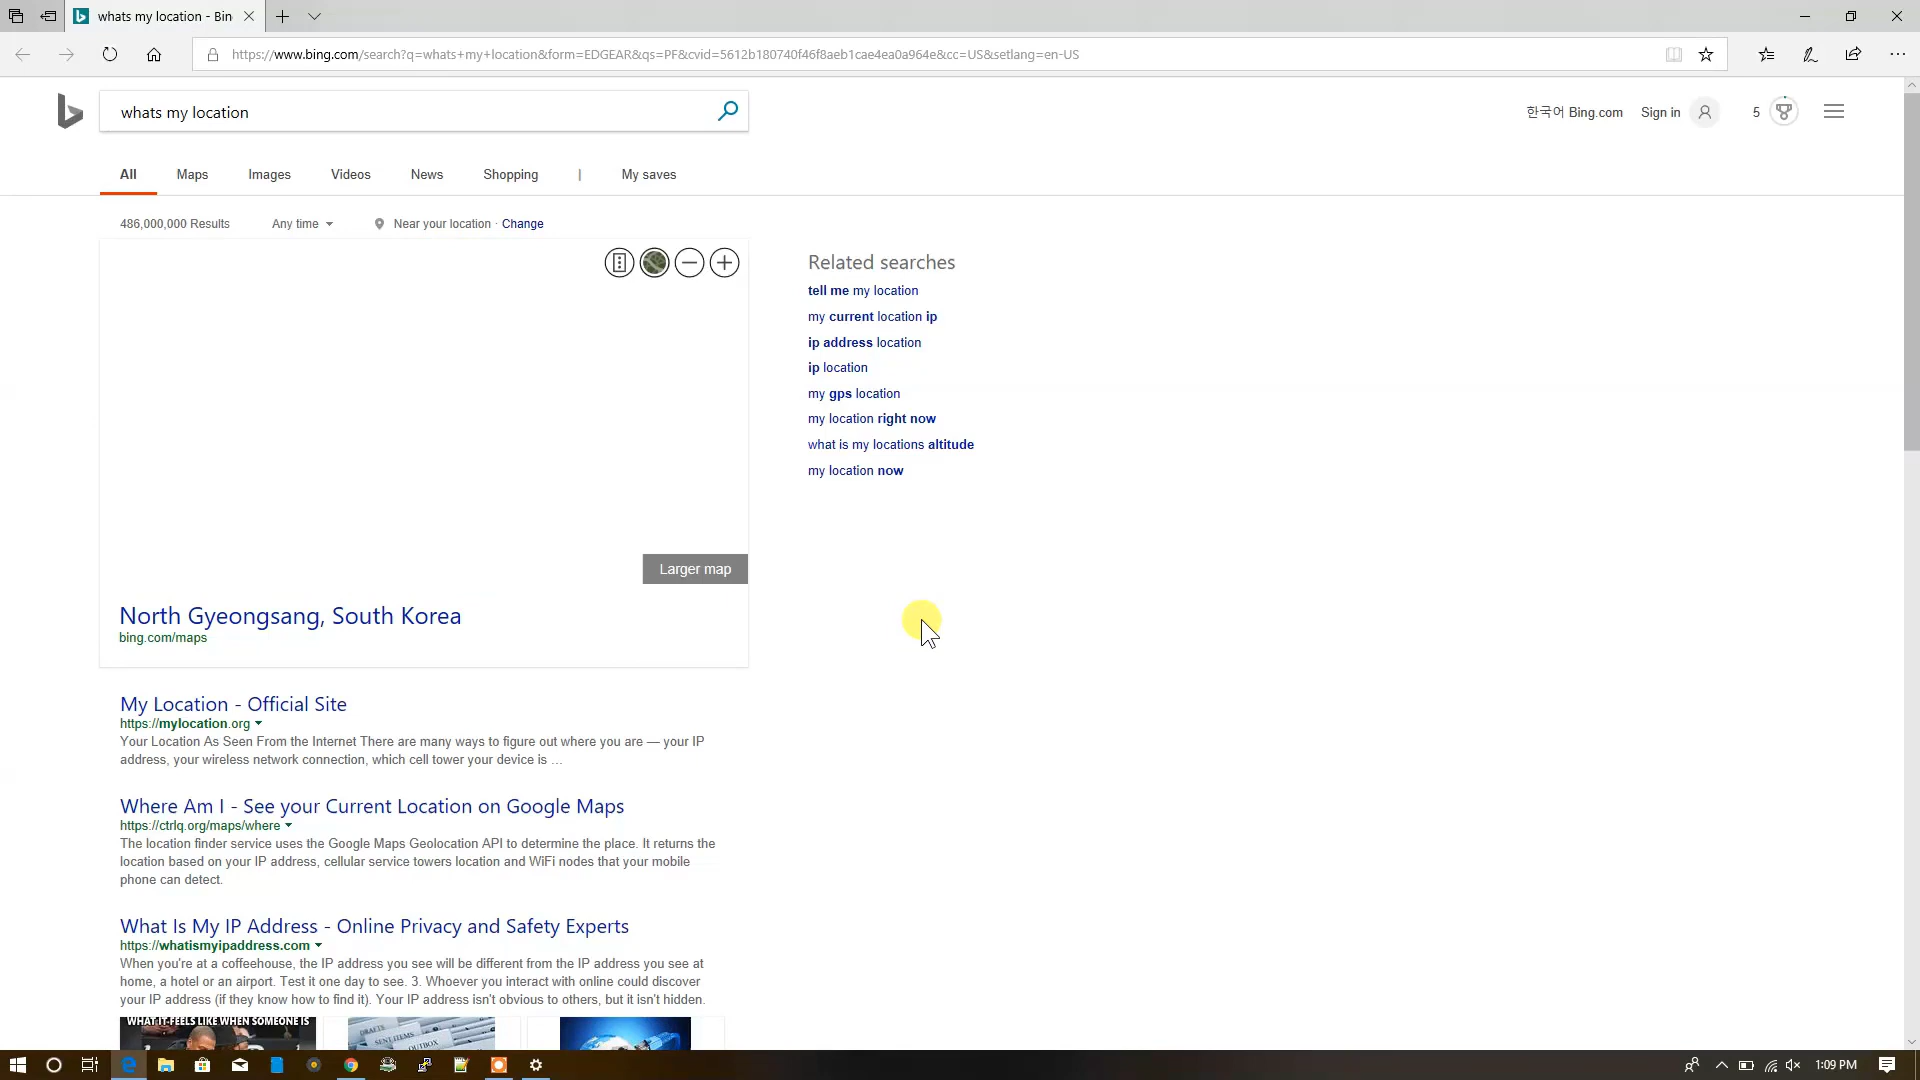 whats my location - Bin
https://www.bing.com/search?q=whats+my+location&form=EDGEAR&qs=PF&cvid=5612b180740f46f8aeb1cae4ea0a964e&cc=US&setlang=en-US
whats my location
한국어 Bing.com
Sign in
5
All
Maps
Images
Videos
News
Shopping
|
My saves
486,000,000 Results
Any time
Near your location · Change
Larger map
North Gyeongsang, South Korea
bing.com/maps
Related searches
tell me my location
my current location ip
ip address location
ip location
my gps location
my location right now
what is my locations altitude
my location now
My Location - Official Site
https://mylocation.org
Your Location As Seen From the Internet There are many ways to figure out where you are — your IP
address, your wireless network connection, which cell tower your device is …
Where Am I - See your Current Location on Google Maps
https://ctrlq.org/maps/where
The location finder service uses the Google Maps Geolocation API to determine the place. It returns the
location based on your IP address, cellular service towers location and WiFi nodes that your mobile
phone can detect.
What Is My IP Address - Online Privacy and Safety Experts
https://whatismyipaddress.com
When you're at a coffeehouse, the IP address you see will be different from the IP address you see at
home, a hotel or an airport. Test it one day to see. 3. Whoever you interact with online could discover
your IP address (if they know how to find it). Your IP address isn't obvious to others, but it isn't hidden.
WHAT IT FEELS LIKE WHEN SOMEONE IS
DRAFTS
SENT ITEMS
OUTBOX
1:09 PM